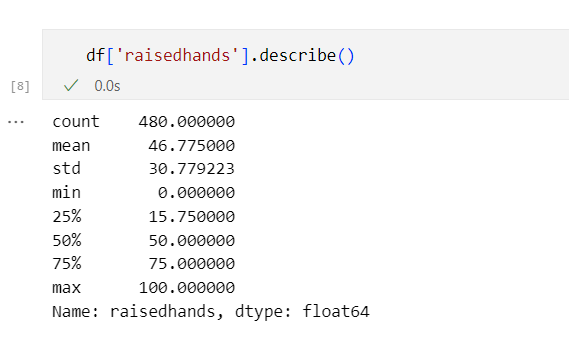 df['raisedhands'].describe()
[8] ✓ 0.0s
... count 480.000000
mean 46.775000
std 30.779223
min 0.000000
25% 15.750000
50% 50.000000
75% 75.000000
max 100.000000
Name: raisedhands, dtype: float64